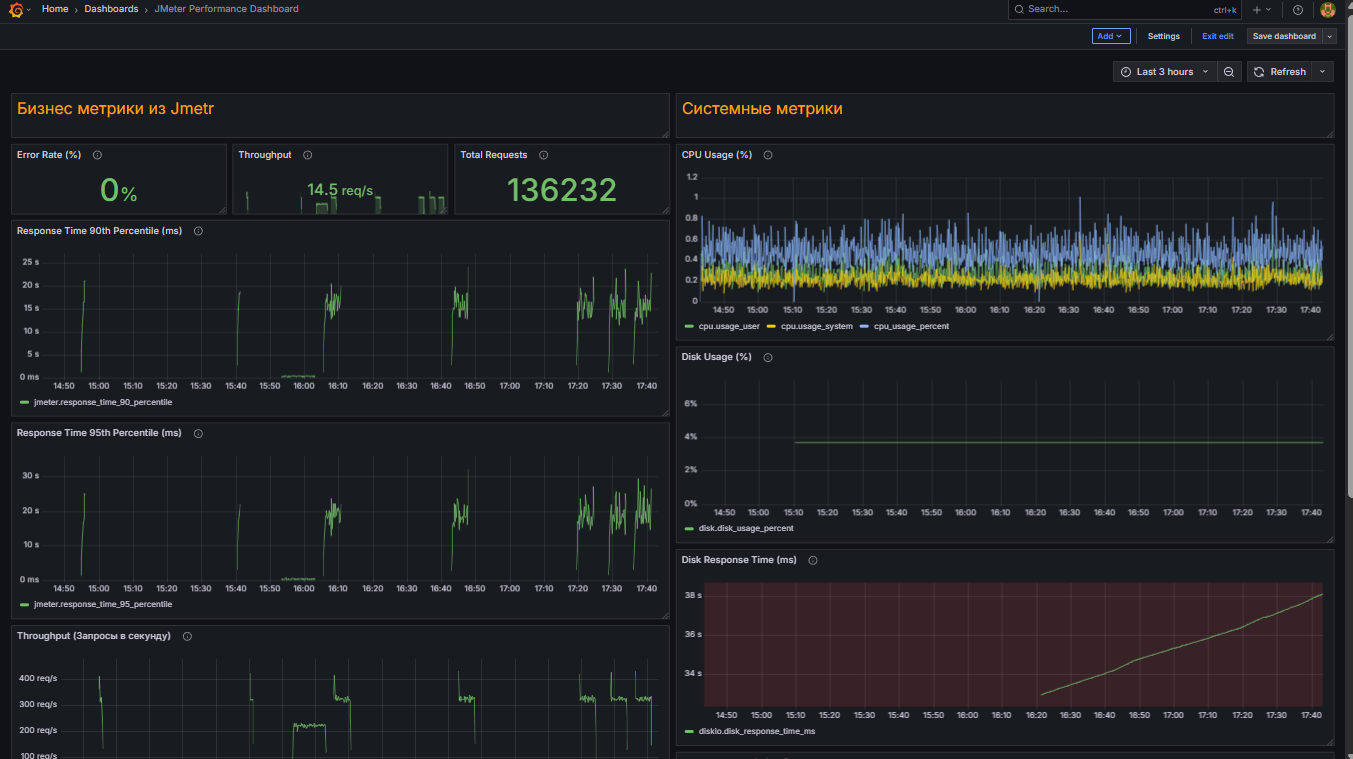 Home › Dashboards › JMeter Performance Dashboard
Search... ctrl+k
Add Settings Exit edit Save dashboard
Last 3 hours Refresh
Бизнес метрики из Jmetr
Error Rate (%)
0%
Throughput
14.5 req/s
Total Requests
136232
Response Time 90th Percentile (ms)
25 s
20 s
15 s
10 s
5 s
0 ms
14:50 15:00 15:10 15:20 15:30 15:40 15:50 16:00 16:10 16:20 16:30 16:40 16:50 17:00 17:10 17:20 17:30 17:40
jmeter.response_time_90_percentile
Response Time 95th Percentile (ms)
30 s
20 s
10 s
0 ms
14:50 15:00 15:10 15:20 15:30 15:40 15:50 16:00 16:10 16:20 16:30 16:40 16:50 17:00 17:10 17:20 17:30 17:40
jmeter.response_time_95_percentile
Throughput (Запросы в секунду)
400 req/s
300 req/s
200 req/s
100 req/s
Системные метрики
CPU Usage (%)
1.2
1
0.8
0.6
0.4
0.2
0
14:50 15:00 15:10 15:20 15:30 15:40 15:50 16:00 16:10 16:20 16:30 16:40 16:50 17:00 17:10 17:20 17:30 17:40
cpu.usage_user cpu.usage_system cpu_usage_percent
Disk Usage (%)
6%
4%
2%
0%
14:50 15:00 15:10 15:20 15:30 15:40 15:50 16:00 16:10 16:20 16:30 16:40 16:50 17:00 17:10 17:20 17:30 17:40
disk.disk_usage_percent
Disk Response Time (ms)
38 s
36 s
34 s
14:50 15:00 15:10 15:20 15:30 15:40 15:50 16:00 16:10 16:20 16:30 16:40 16:50 17:00 17:10 17:20 17:30 17:40
diskio.disk_response_time_ms